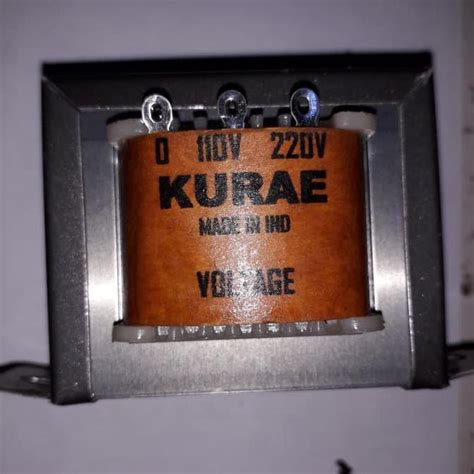 0 110V 220V
KURAE
MADE IN IND
VOLTAGE